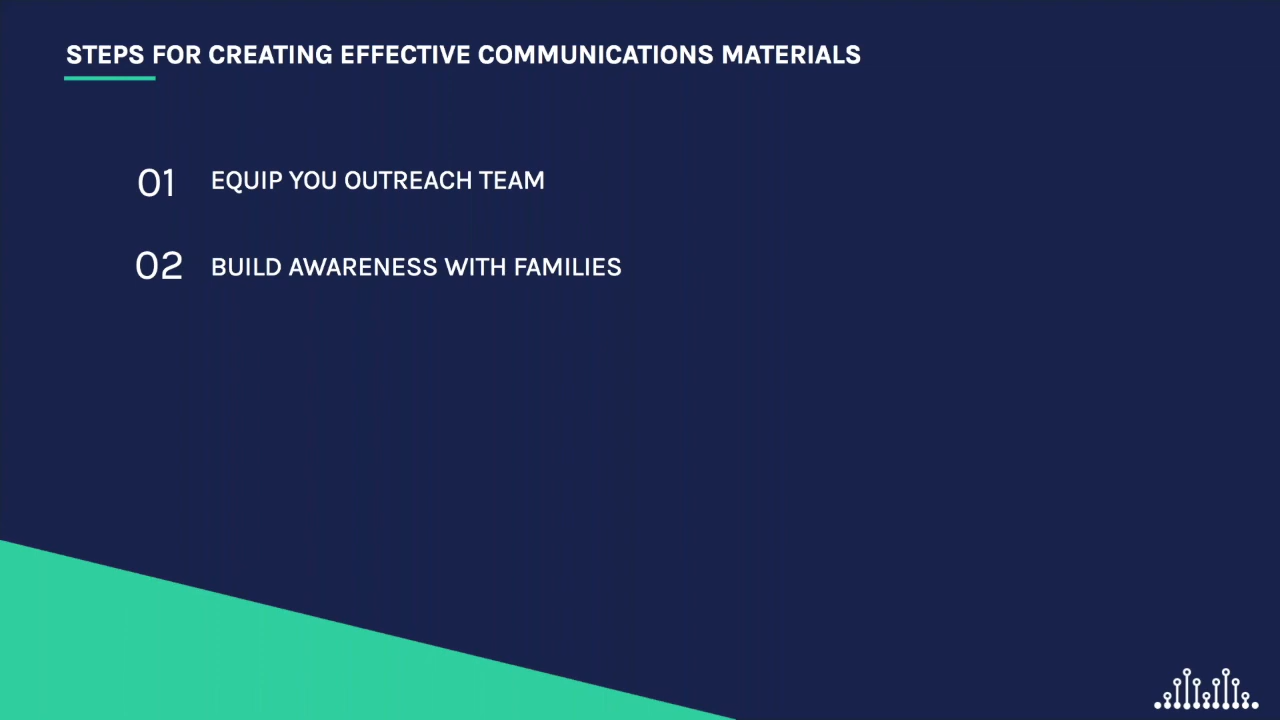 STEPS FOR CREATING EFFECTIVE COMMUNICATIONS MATERIALS
01 EQUIP YOU OUTREACH TEAM
02 BUILD AWARENESS WITH FAMILIES